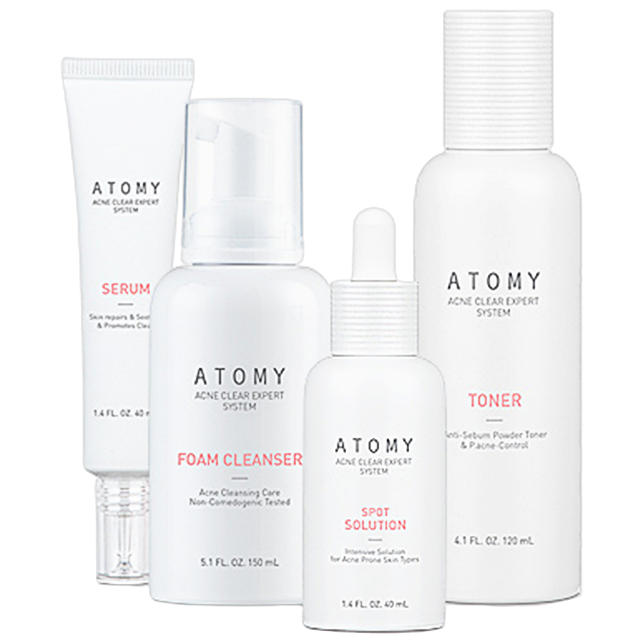 ATOMY
ACNE CLEAR EXPERT
SYSTEM
SERUM
Skin repairs &
& Promotes
1.4 FL. OZ. 40
ATOMY
ACNE CLEAR EXPERT
SYSTEM
FOAM CLEANSER
Acne Cleansing Care
Non-Comedogenic Tested
5.1 FL. OZ. 150 mL
ATOMY
ACNE CLEAR EXPERT
SYSTEM
SPOT
SOLUTION
Intensive Solution
for Acne Prone Skin Types
1.4 FL. OZ. 40 mL
ATOMY
ACNE CLEAR EXPERT
SYSTEM
TONER
Anti-Sebum Powder Toner
& P.acne-Control
4.1 FL. OZ. 120 mL